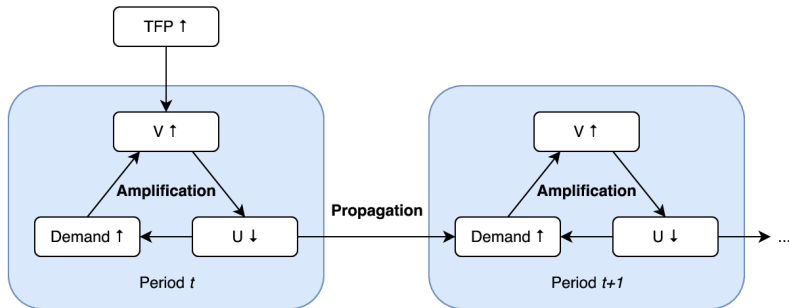 TFP ↑
V ↑
Amplification
Demand ↑
U ↓
Period t
Propagation
V ↑
Amplification
Demand ↑
U ↓
Period t+1
...